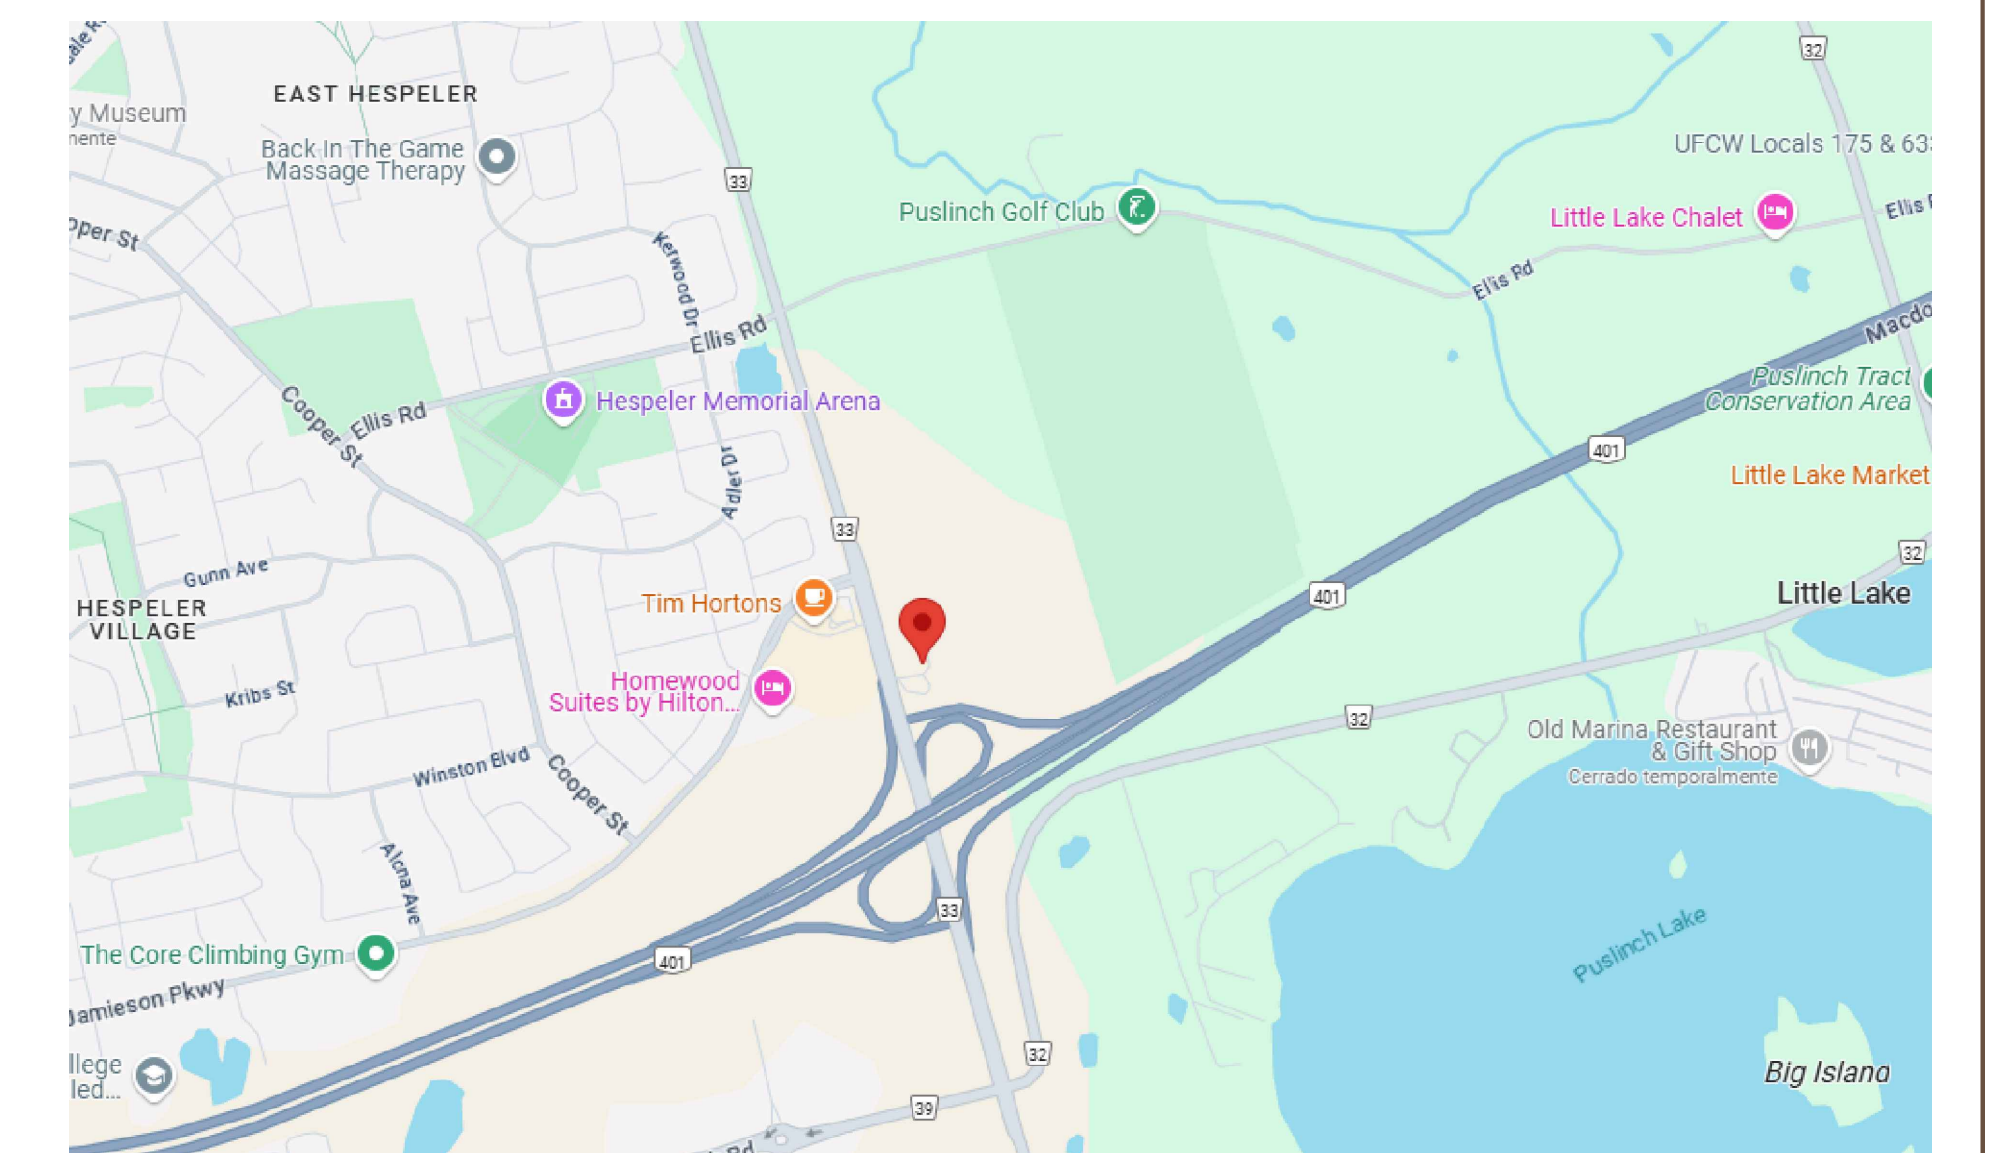 32
EAST HESPELER
y Museum
nente
Back In The Game
Massage Therapy
33
UFCW Locals 175 & 63
Puslinch Golf Club
Little Lake Chalet
Ellis
pper St
Kerwood Dr
Ellis Rd
Ellis Rd
Macdo
Puslinch Tract
Conservation Area
Hespeler Memorial Arena
Cooper St
Ellis Rd
401
Little Lake Market
Adler Dr
33
32
Gunn Ave
HESPELER
VILLAGE
Tim Hortons
401
Little Lake
Homewood
Suites by Hilton...
Kribs St
32
Old Marina Restaurant
& Gift Shop
Cerrado temporalmente
Winston Blvd
Cooper St
Alcna Ave
33
Puslinch Lake
The Core Climbing Gym
401
Jamieson Pkwy
32
llege
led...
Big Island
39
Rd